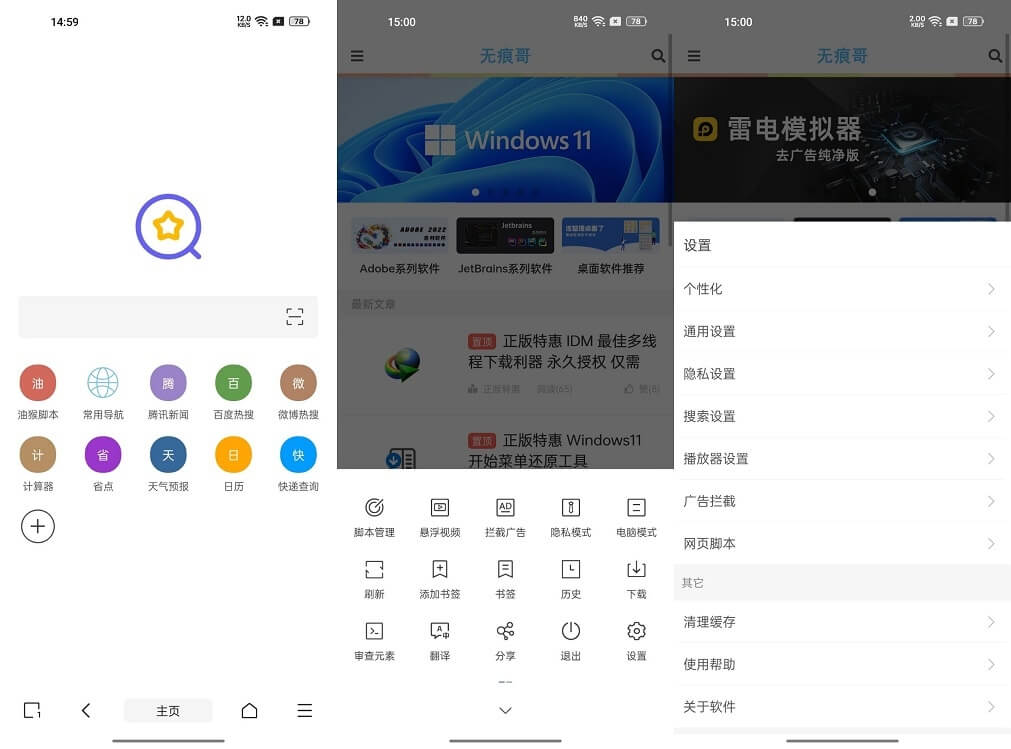 14:59
12.0
KB/S
78
油
常
腾
百
微
油猴脚本
常用导航
腾讯新闻
百度热搜
微博热搜
计
省
天
日
快
计算器
省点
天气预报
日历
快递查询
1
主页
15:00
840
KB/S
78
无痕哥
Windows 11
ADOBE 2022
系列软件
Jetbrains
Adobe系列软件
JetBrains系列软件
桌面软件推荐
最新文章
置顶 正版特惠 IDM 最佳多线
程下载利器 永久授权 仅需
正版特惠 阅读(65) 赞(8)
置顶 正版特惠 Windows11
开始菜单还原工具
AD
脚本管理
悬浮视频
拦截广告
隐私模式
电脑模式
刷新
添加书签
书签
历史
下载
审查元素
翻译
分享
退出
设置
15:00
2.00
KB/S
78
无痕哥
雷电模拟器
去广告纯净版
设置
个性化
通用设置
隐私设置
搜索设置
播放器设置
广告拦截
网页脚本
其它
清理缓存
使用帮助
关于软件